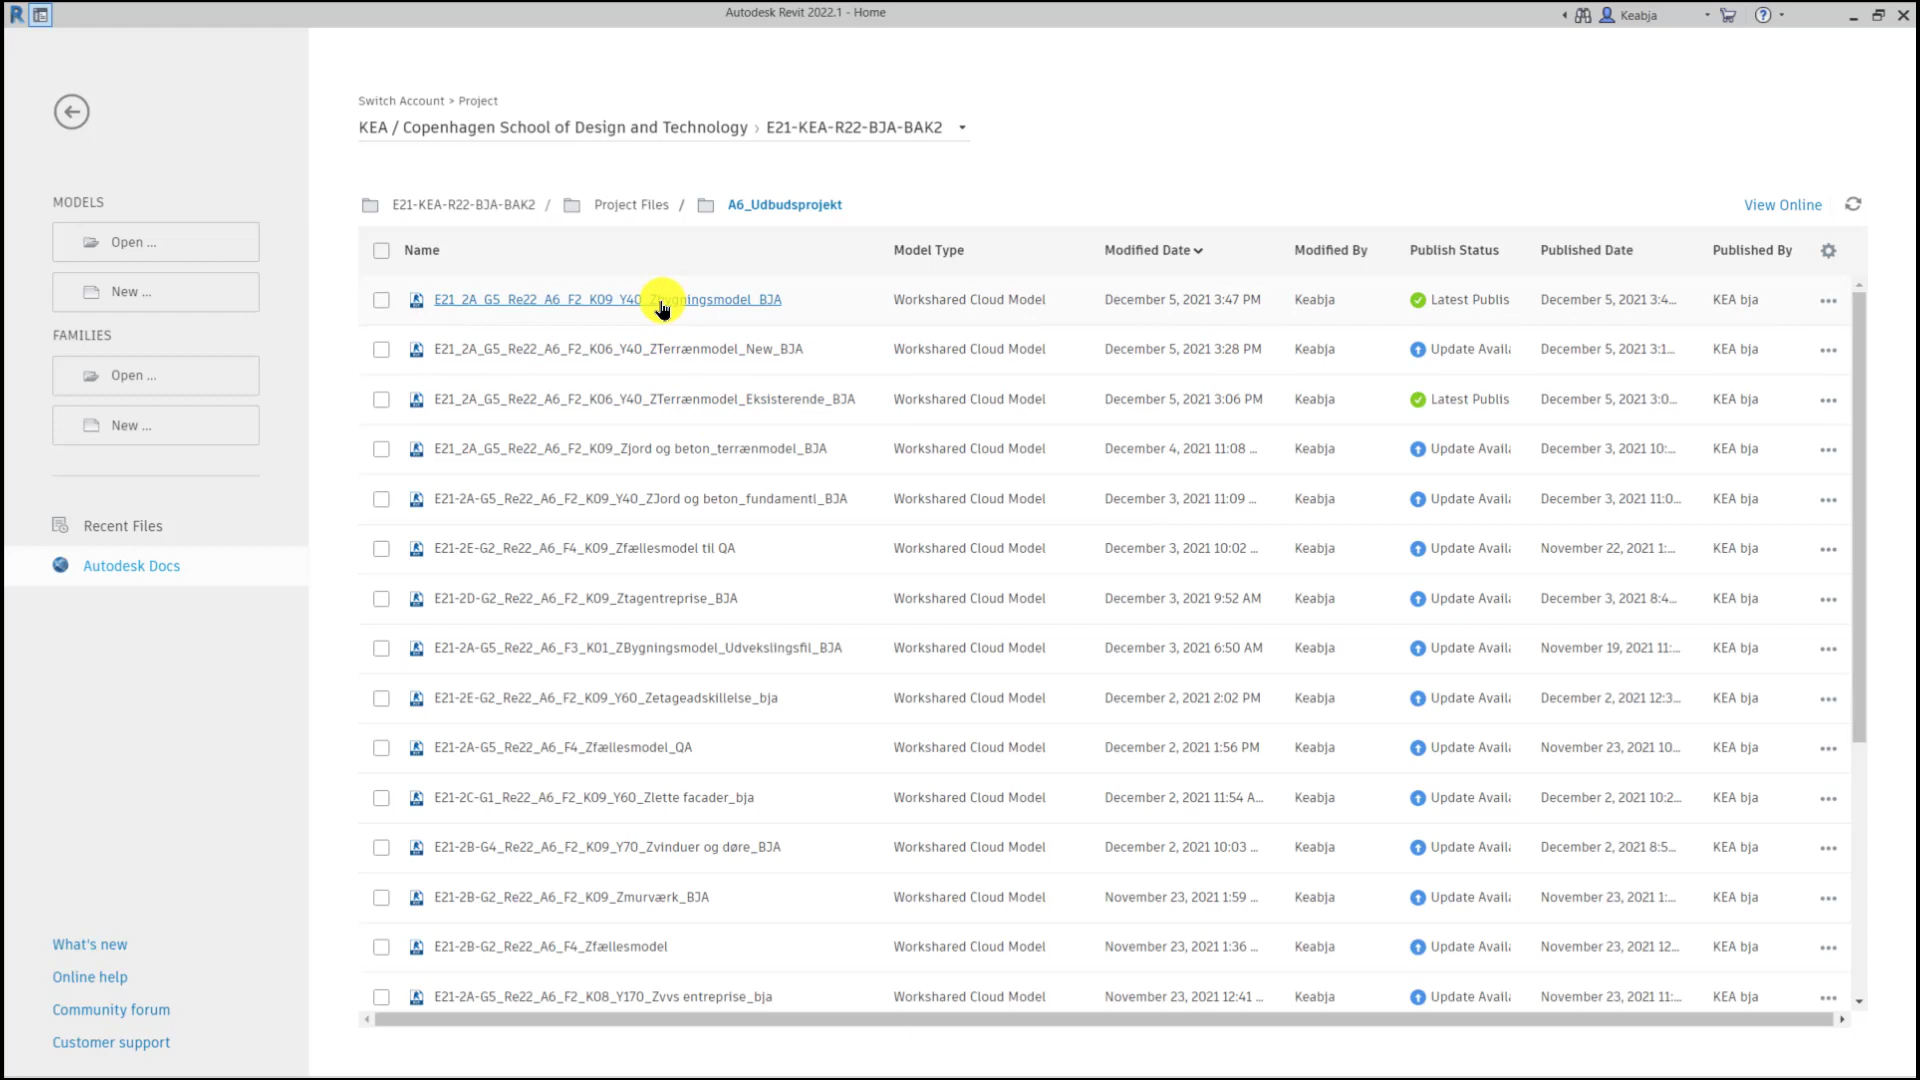 Autodesk Revit 2022.1 - Home
Keabja
Switch Account > Project
KEA / Copenhagen School of Design and Technology › E21-KEA-R22-BJA-BAK2
MODELS
Open ...
New ...
FAMILIES
Open ...
New ...
Recent Files
Autodesk Docs
What's new
Online help
Community forum
Customer support
E21-KEA-R22-BJA-BAK2 / Project Files / A6_Udbudsprojekt
View Online
Name Model Type Modified Date Modified By Publish Status Published Date Published By
E21_2A_G5_Re22_A6_F2_K09_Y40_Zbygningsmodel_BJA Workshared Cloud Model December 5, 2021 3:47 PM Keabja Latest Publis December 5, 2021 3:4... KEA bja
E21_2A_G5_Re22_A6_F2_K06_Y40_ZTerrænmodel_New_BJA Workshared Cloud Model December 5, 2021 3:28 PM Keabja Update Availa December 5, 2021 3:1... KEA bja
E21_2A_G5_Re22_A6_F2_K06_Y40_ZTerrænmodel_Eksisterende_BJA Workshared Cloud Model December 5, 2021 3:06 PM Keabja Latest Publis December 5, 2021 3:0... KEA bja
E21_2A_G5_Re22_A6_F2_K09_Zjord og beton_terrænmodel_BJA Workshared Cloud Model December 4, 2021 11:08 ... Keabja Update Availa December 3, 2021 10:... KEA bja
E21-2A-G5_Re22_A6_F2_K09_Y40_ZJord og beton_fundamentl_BJA Workshared Cloud Model December 3, 2021 11:09 ... Keabja Update Availa December 3, 2021 11:0... KEA bja
E21-2E-G2_Re22_A6_F4_K09_Zfællesmodel til QA Workshared Cloud Model December 3, 2021 10:02 ... Keabja Update Availa November 22, 2021 1:... KEA bja
E21-2D-G2_Re22_A6_F2_K09_Ztagentreprise_BJA Workshared Cloud Model December 3, 2021 9:52 AM Keabja Update Availa December 3, 2021 8:4... KEA bja
E21-2A-G5_Re22_A6_F3_K01_ZBygningsmodel_Udvekslingsfil_BJA Workshared Cloud Model December 3, 2021 6:50 AM Keabja Update Availa November 19, 2021 11:... KEA bja
E21-2E-G2_Re22_A6_F2_K09_Y60_Zetageadskillelse_bja Workshared Cloud Model December 2, 2021 2:02 PM Keabja Update Availa December 2, 2021 12:3... KEA bja
E21-2A-G5_Re22_A6_F4_Zfællesmodel_QA Workshared Cloud Model December 2, 2021 1:56 PM Keabja Update Availa November 23, 2021 10... KEA bja
E21-2C-G1_Re22_A6_F2_K09_Y60_Zlette facader_bja Workshared Cloud Model December 2, 2021 11:54 A... Keabja Update Availa December 2, 2021 10:2... KEA bja
E21-2B-G4_Re22_A6_F2_K09_Y70_Zvinduer og døre_BJA Workshared Cloud Model December 2, 2021 10:03 ... Keabja Update Availa December 2, 2021 8:5... KEA bja
E21-2B-G2_Re22_A6_F2_K09_Zmurværk_BJA Workshared Cloud Model November 23, 2021 1:59 ... Keabja Update Availa November 23, 2021 1:... KEA bja
E21-2B-G2_Re22_A6_F4_Zfællesmodel Workshared Cloud Model November 23, 2021 1:36 ... Keabja Update Availa November 23, 2021 12... KEA bja
E21-2A-G5_Re22_A6_F2_K08_Y170_Zvvs entreprise_bja Workshared Cloud Model November 23, 2021 12:41 ... Keabja Update Availa November 23, 2021 11:... KEA bja